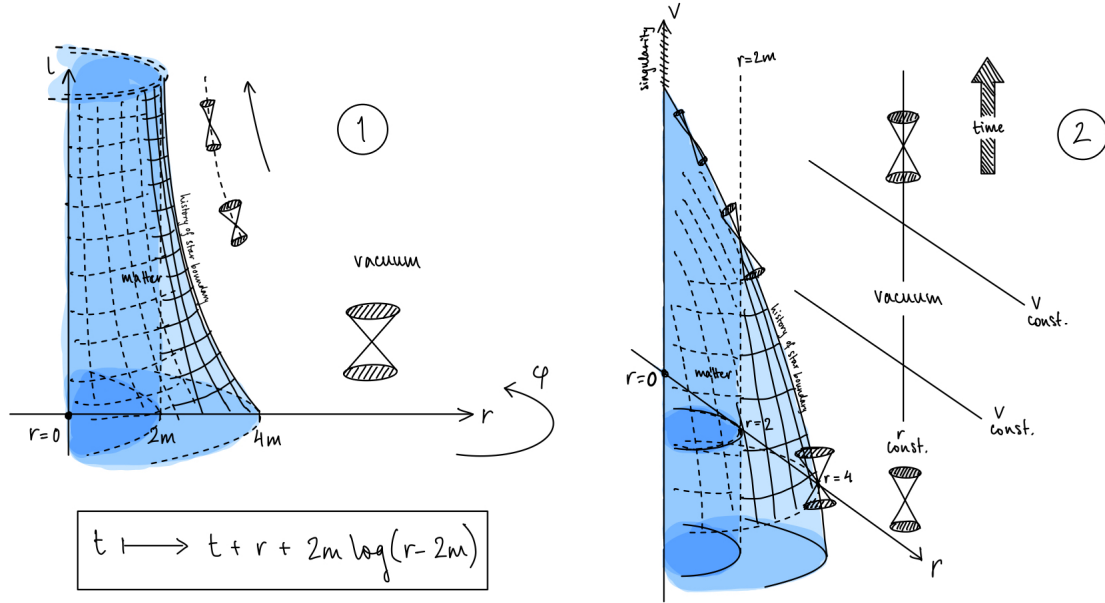 l
1
history of star boundary
matter
vacuum
φ
r
r=0
2m
4m
t ⟼ t + r + 2m log(r-2m)
V
singularity
r=2m
time
2
vacuum
V
const.
history of star boundary
r=0
matter
r=2
V
const.
r
const.
r=4
r